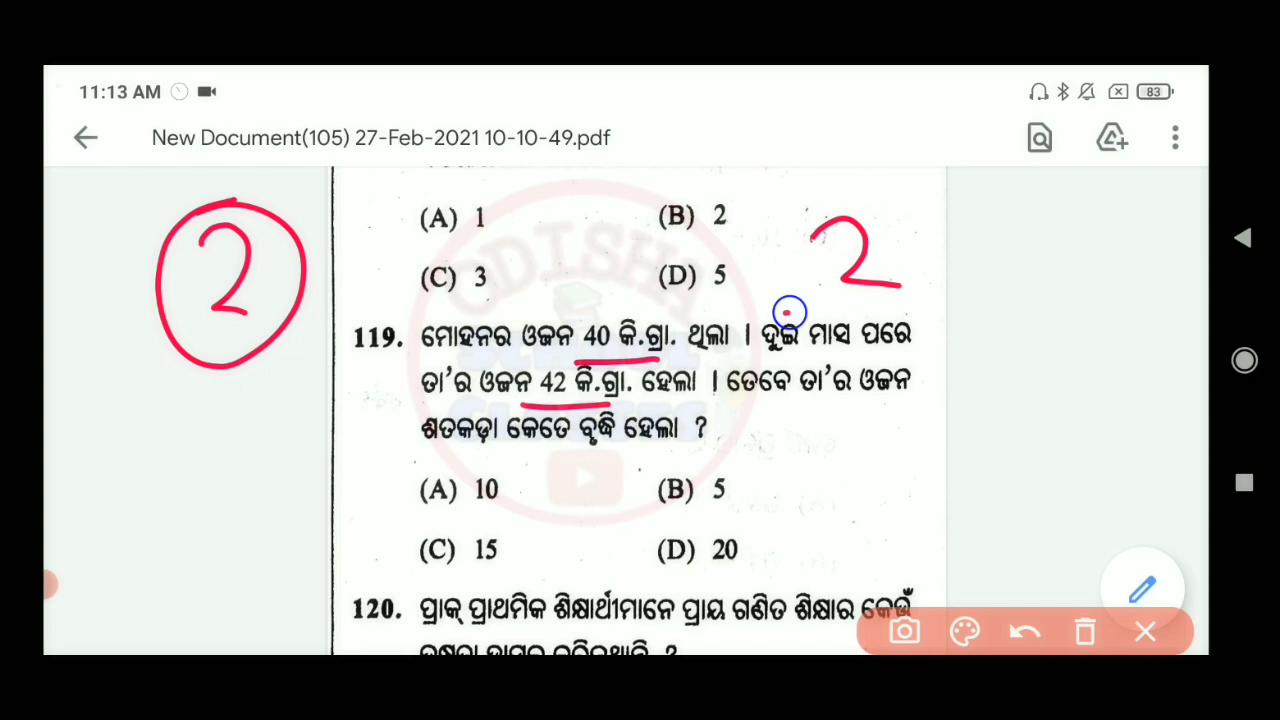 11:13 AM
83
New Document(105) 27-Feb-2021 10-10-49.pdf
(A) 1 (B) 2
(C) 3 (D) 5
2
2
ODISHA
119. ମୋହନର ଓଜନ 40 କି.ଗ୍ରା. ଥିଲା । ଦୁଇ ମାସ ପରେ
ତା'ର ଓଜନ 42 କି.ଗ୍ରା. ହେଲା । ତେବେ ତା'ର ଓଜନ
ଶତକଡ଼ା କେତେ ବୃଦ୍ଧି ହେଲା ?
(A) 10 (B) 5
(C) 15 (D) 20
120. ପ୍ରାକ୍ ପ୍ରାଥମିକ ଶିକ୍ଷାର୍ଥୀମାନେ ପ୍ରାୟ ଗଣିତ ଶିକ୍ଷାର କେଉଁ